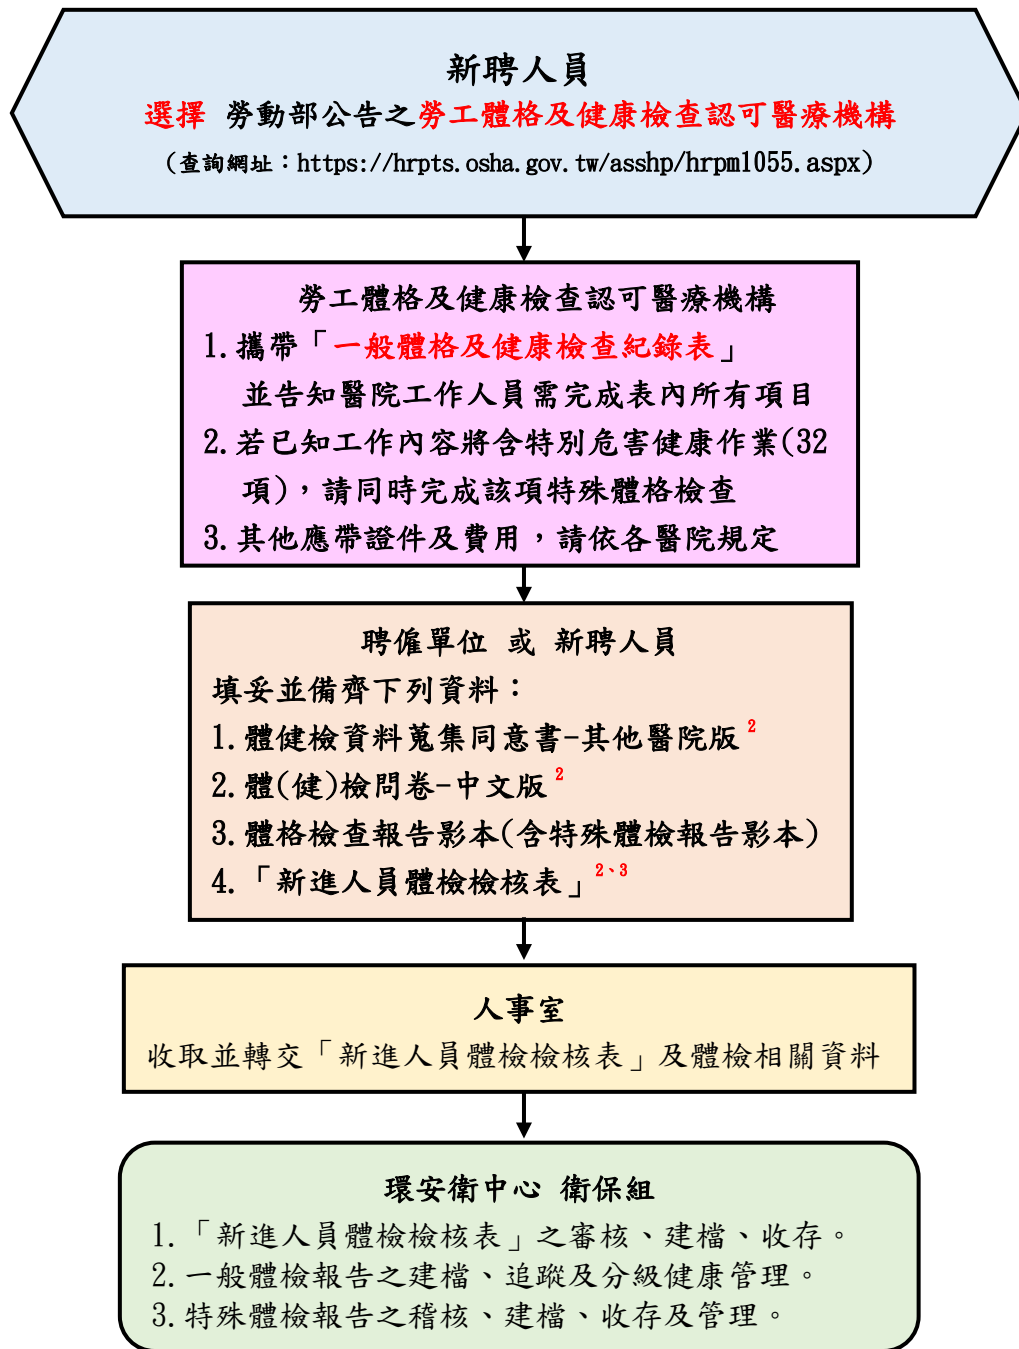 新聘人員
選擇 勞動部公告之勞工體格及健康檢查認可醫療機構
(查詢網址：https://hrpts.osha.gov.tw/asshp/hrpm1055.aspx)
勞工體格及健康檢查認可醫療機構
1.攜帶「一般體格及健康檢查紀錄表」
並告知醫院工作人員需完成表內所有項目
2.若已知工作內容將含特別危害健康作業(32
項)，請同時完成該項特殊體格檢查
3.其他應帶證件及費用，請依各醫院規定
聘僱單位 或 新聘人員
填妥並備齊下列資料：
1.體健檢資料蒐集同意書-其他醫院版2
2.體(健)檢問卷-中文版2
3.體格檢查報告影本(含特殊體檢報告影本)
4.「新進人員體檢檢核表」2、3
人事室
收取並轉交「新進人員體檢檢核表」及體檢相關資料
環安衛中心 衛保組
1.「新進人員體檢檢核表」之審核、建檔、收存。
2.一般體檢報告之建檔、追蹤及分級健康管理。
3.特殊體檢報告之稽核、建檔、收存及管理。